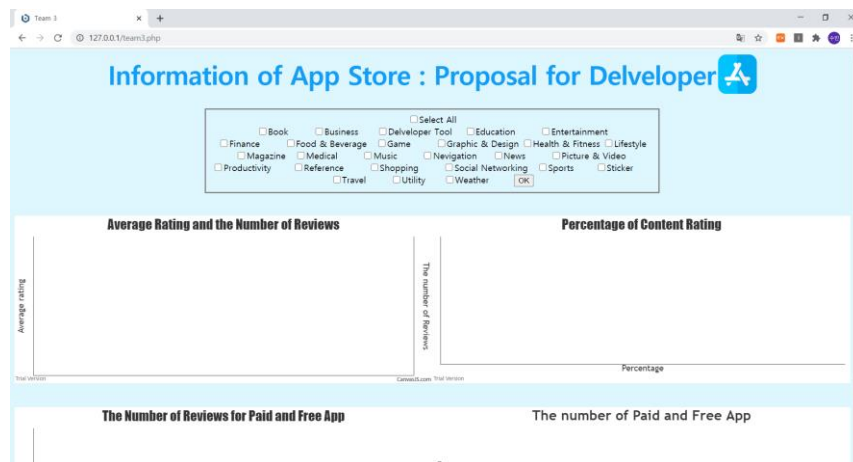 Team 3
127.0.0.1/team3.php
Information of App Store : Proposal for Delveloper
Select All
Book Business Delveloper Tool Education Entertainment
Finance Food & Beverage Game Graphic & Design Health & Fitness Lifestyle
Magazine Medical Music Nevigation News Picture & Video
Productivity Reference Shopping Social Networking Sports Sticker
Travel Utility Weather OK
Average Rating and the Number of Reviews
Percentage of Content Rating
Average rating
The number of Reviews
Percentage
Trial Version
CanvasJS.com
Trial Version
The Number of Reviews for Paid and Free App
The number of Paid and Free App